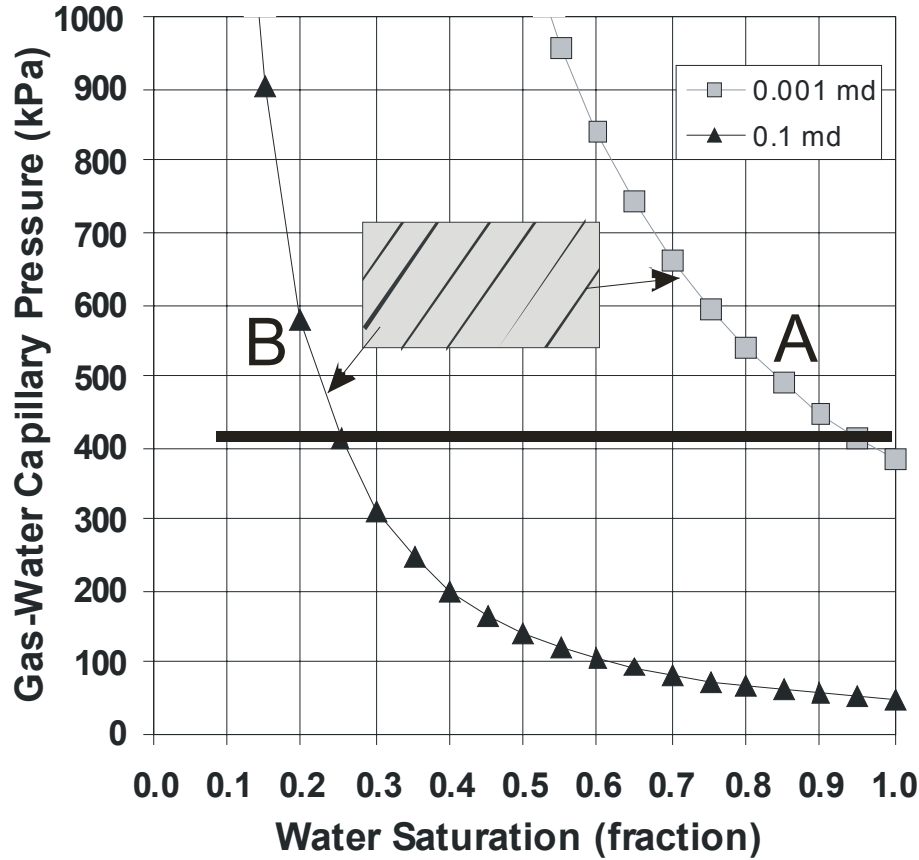 Gas-Water Capillary Pressure (kPa)
1000
900
800
700
600
500
400
300
200
100
0
0.001 md
0.1 md
B
A
0.0 0.1 0.2 0.3 0.4 0.5 0.6 0.7 0.8 0.9 1.0
Water Saturation (fraction)